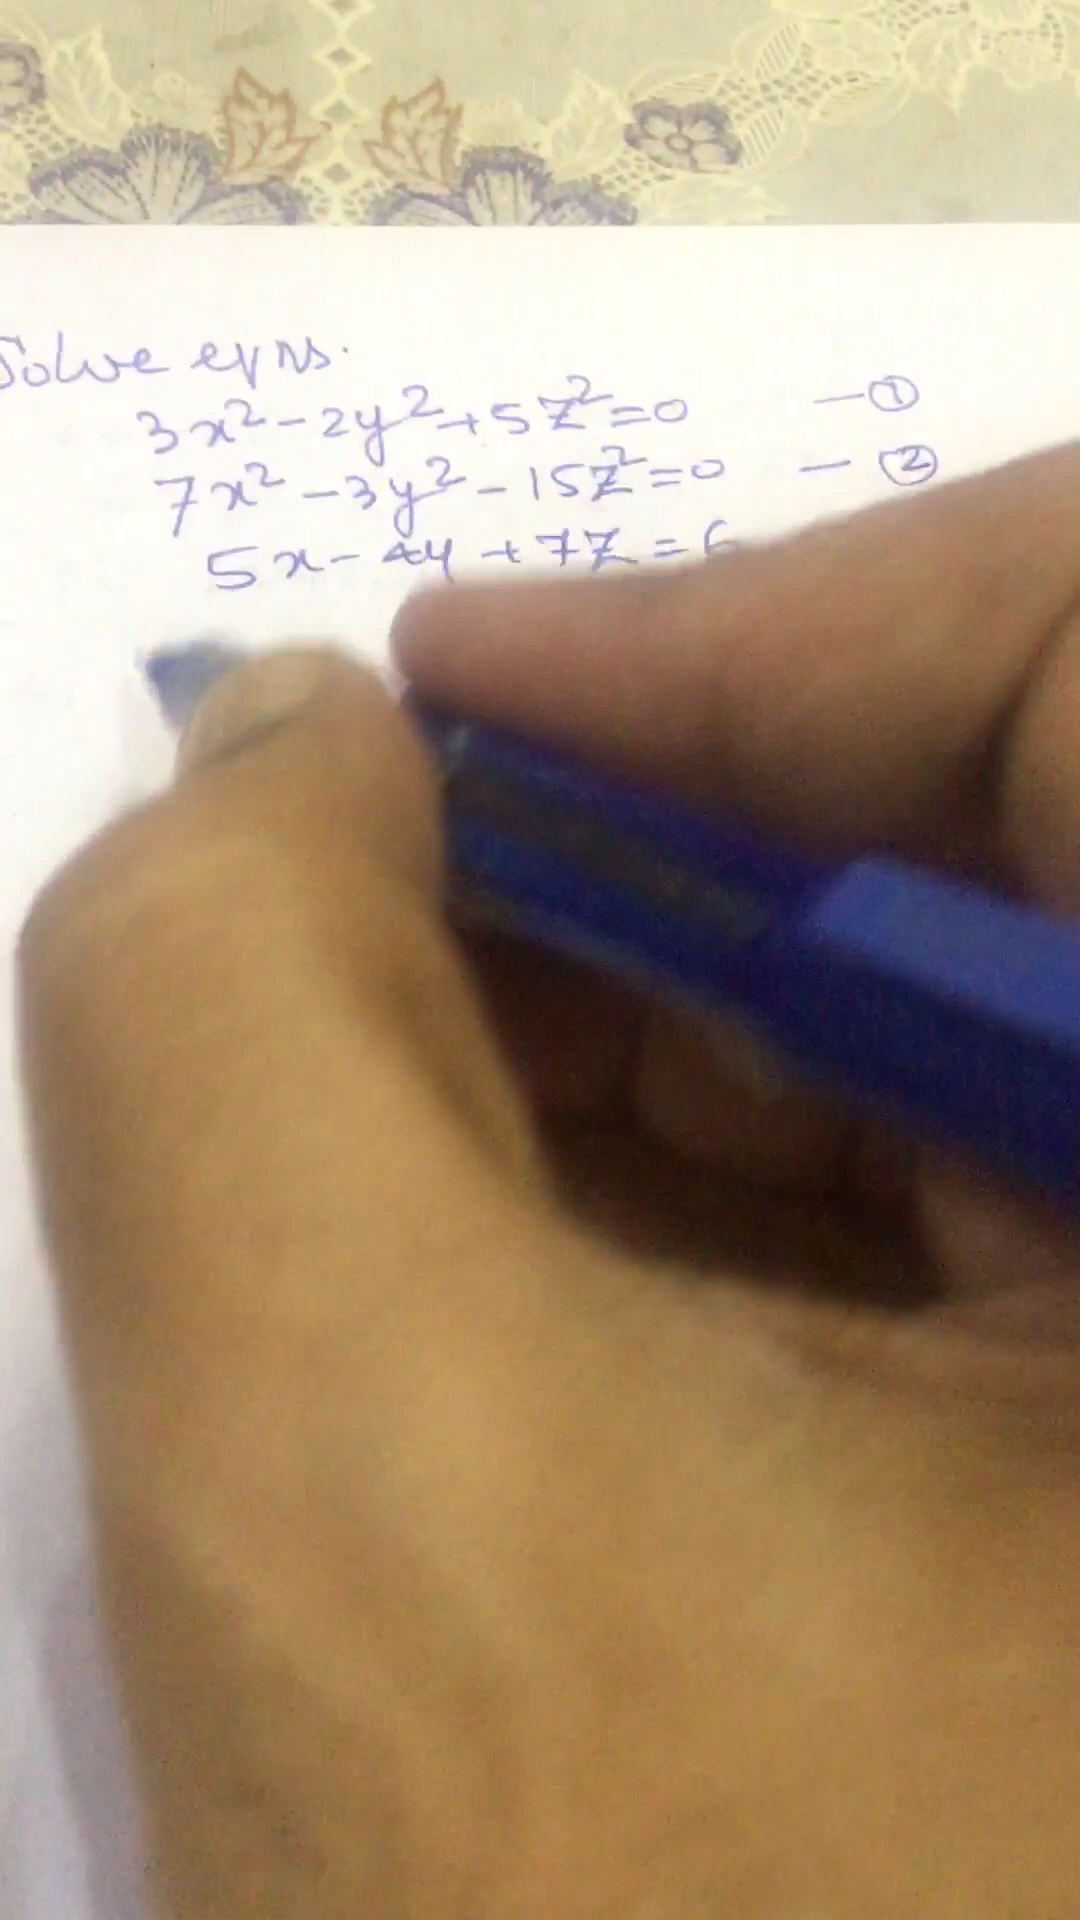 Solve eqns.
3x²-2y²+5z²=0 -①
7x²-3y²-15z²=0 -②
5x-4y+7z=6